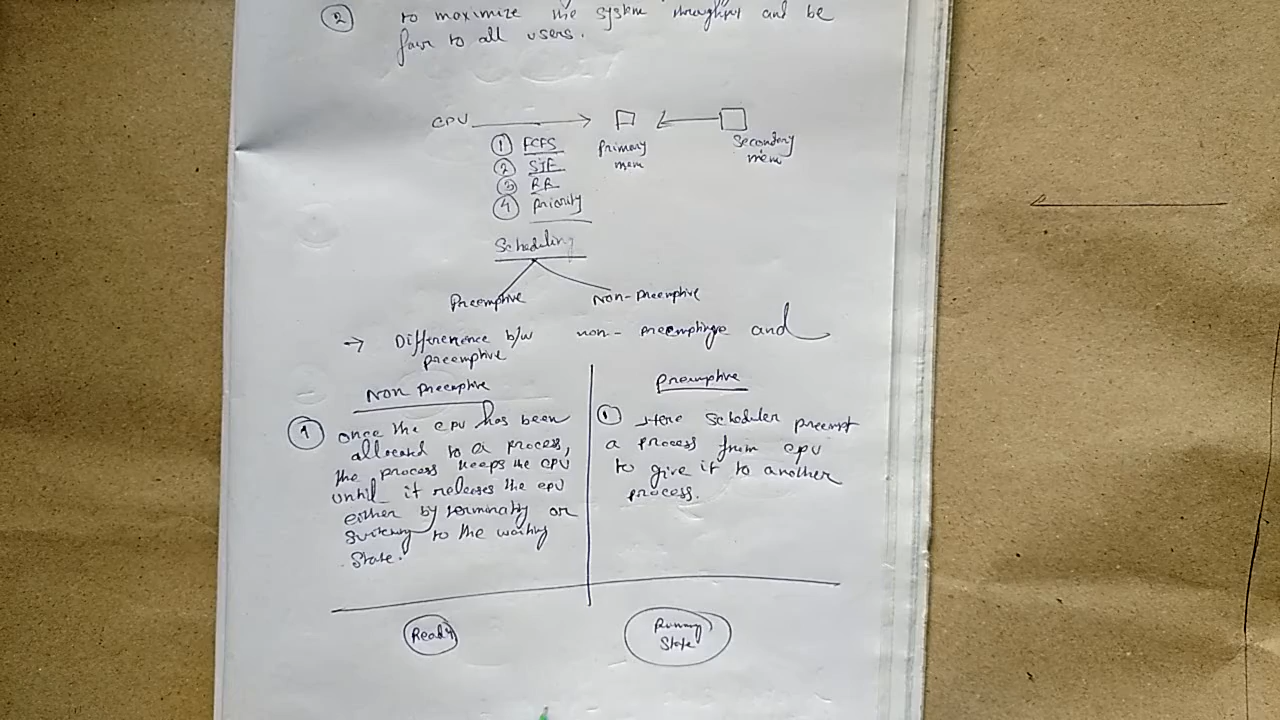 ② to maximize the system throughput and be
fair to all users.
CPU
① FCFS
② SJF
③ RR
④ Priority
Primary
mem
Secondary
mem
Scheduling
Preemptive
Non-Preemptive
→ Difference b/w non-preemptive and
preemptive
Non Preemptive
① once the CPU has been
allocated to a process,
the process keeps the CPU
until it releases the CPU
either by terminating or
switching to the waiting
state.
Preemptive
① Here scheduler preempt
a process from CPU
to give it to another
process.
Ready
Running
State